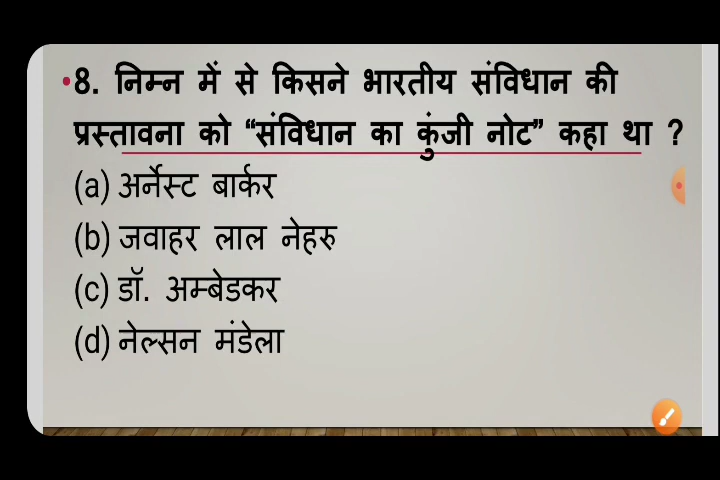 •8. निम्न में से किसने भारतीय संविधान की
प्रस्तावना को “संविधान का कुंजी नोट” कहा था ?
(a) अर्नेस्ट बार्कर
(b) जवाहर लाल नेहरु
(c) डॉ. अम्बेडकर
(d) नेल्सन मंडेला